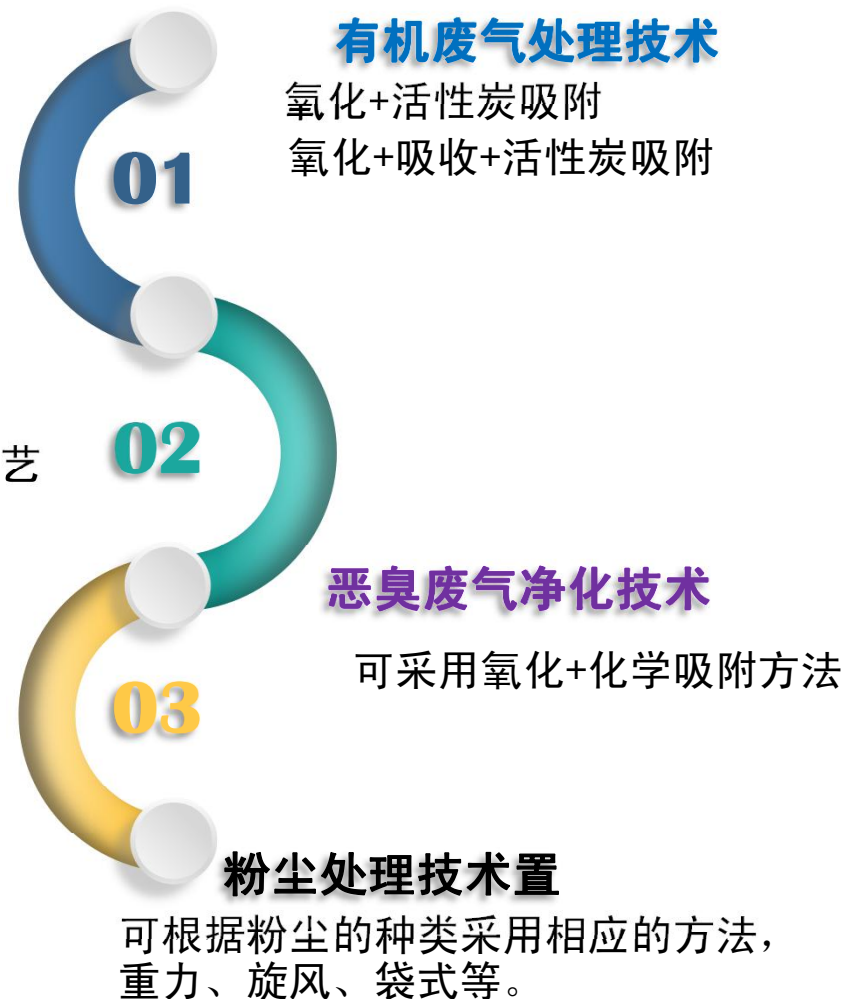 有机废气处理技术
氧化+活性炭吸附
氧化+吸收+活性炭吸附
01
艺
02
恶臭废气净化技术
可采用氧化+化学吸附方法
03
粉尘处理技术置
可根据粉尘的种类采用相应的方法，
重力、旋风、袋式等。